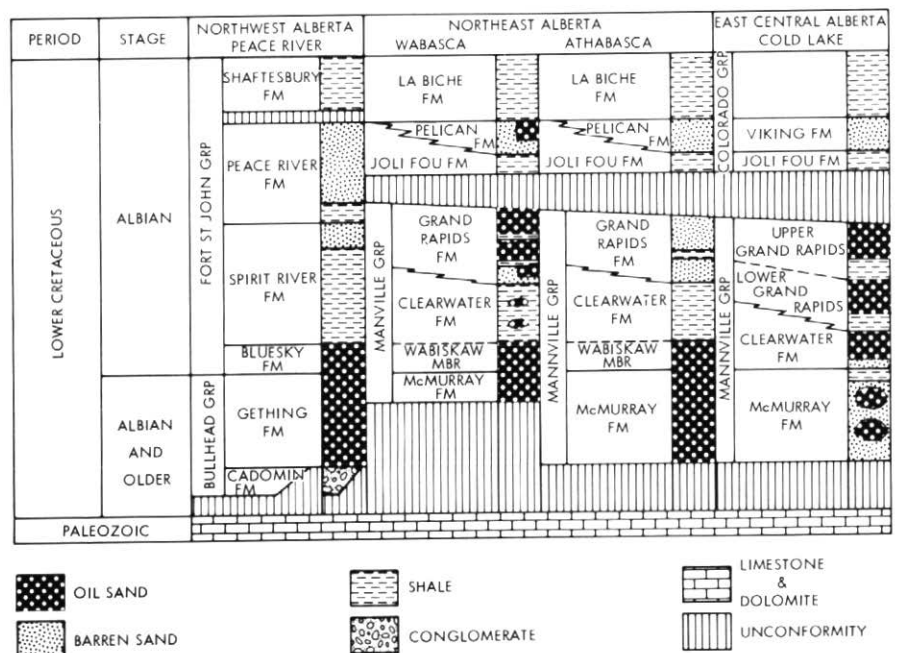 PERIOD
STAGE
NORTHWEST ALBERTA
PEACE RIVER
NORTHEAST ALBERTA
WABASCA
ATHABASCA
EAST CENTRAL ALBERTA
COLD LAKE
LOWER CRETACEOUS
ALBIAN
ALBIAN
AND
OLDER
FORT ST JOHN GRP
BULLHEAD GRP
SHAFTESBURY
FM
PEACE RIVER
FM
SPIRIT RIVER
FM
BLUESKY FM
GETHING
FM
CADOMIN
FM
LA BICHE
FM
PELICAN
FM
JOLI FOU FM
MANNVILLE GRP
GRAND
RAPIDS
FM
CLEARWATER
FM
WABISKAW
MBR
McMURRAY
FM
LA BICHE
FM
PELICAN
FM
JOLI FOU FM
MANNVILLE GRP
GRAND
RAPIDS
FM
CLEARWATER
FM
WABISKAW
MBR
McMURRAY
FM
COLORADO GRP
VIKING FM
JOLI FOU FM
MANNVILLE GRP
UPPER
GRAND RAPIDS
LOWER
GRAND
RAPIDS
CLEARWATER
FM
McMURRAY
FM
PALEOZOIC
OIL SAND
SHALE
LIMESTONE
&
DOLOMITE
BARREN SAND
CONGLOMERATE
UNCONFORMITY